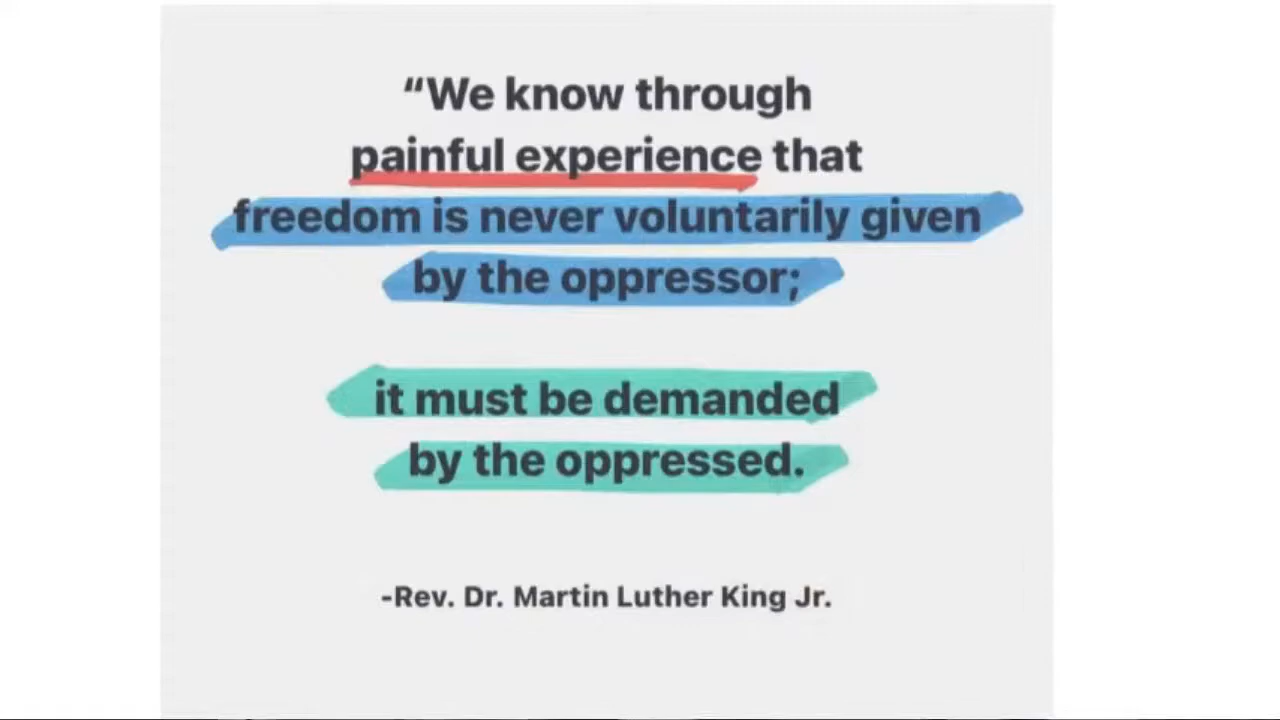 “We know through
painful experience that
freedom is never voluntarily given
by the oppressor;
it must be demanded
by the oppressed.
-Rev. Dr. Martin Luther King Jr.